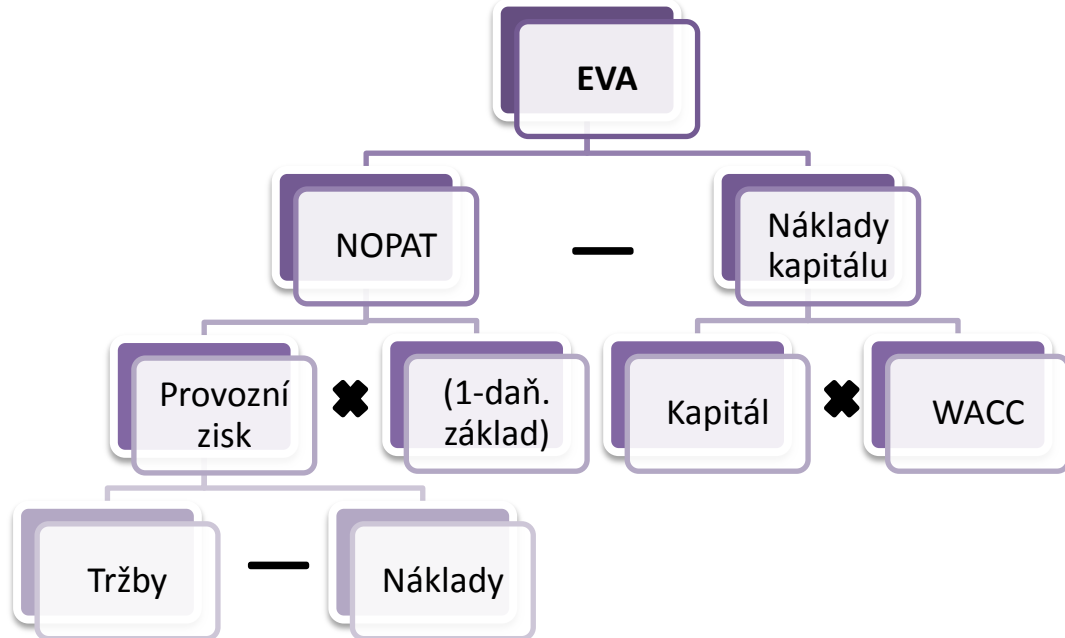 EVA
NOPAT
—
Náklady
kapitálu
Provozní
zisk
✖
(1-daň.
základ)
Kapitál
✖
WACC
Tržby
—
Náklady